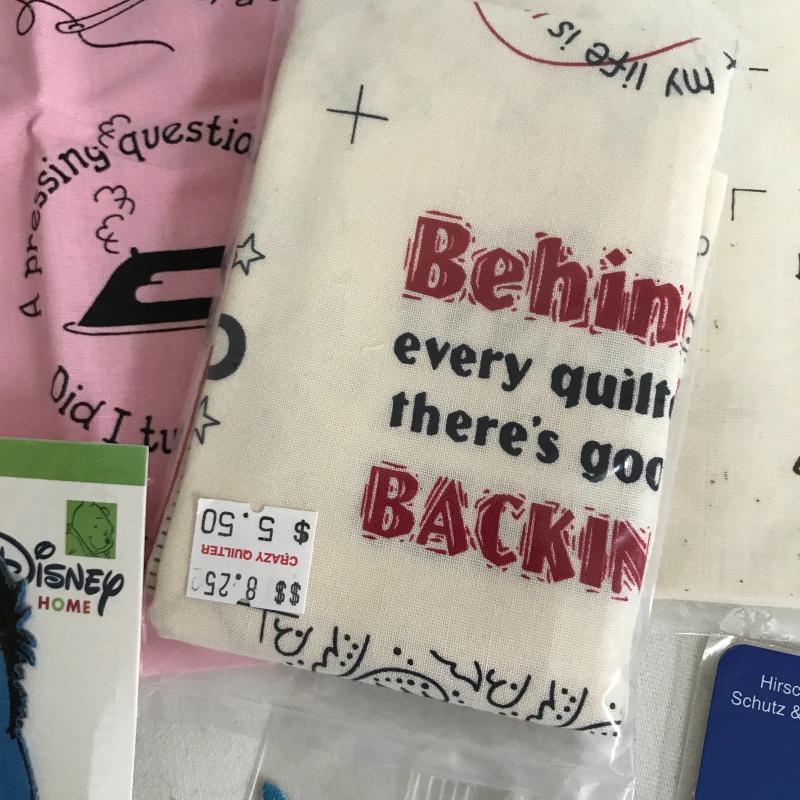 my life is
A pressing questio
Did I tu
Behin
every quilt
there's goo
BACKIN
$ 5.50
CRAZY QUILTER
$$ 8.25
Disney
HOME
Hirsc
Schutz &